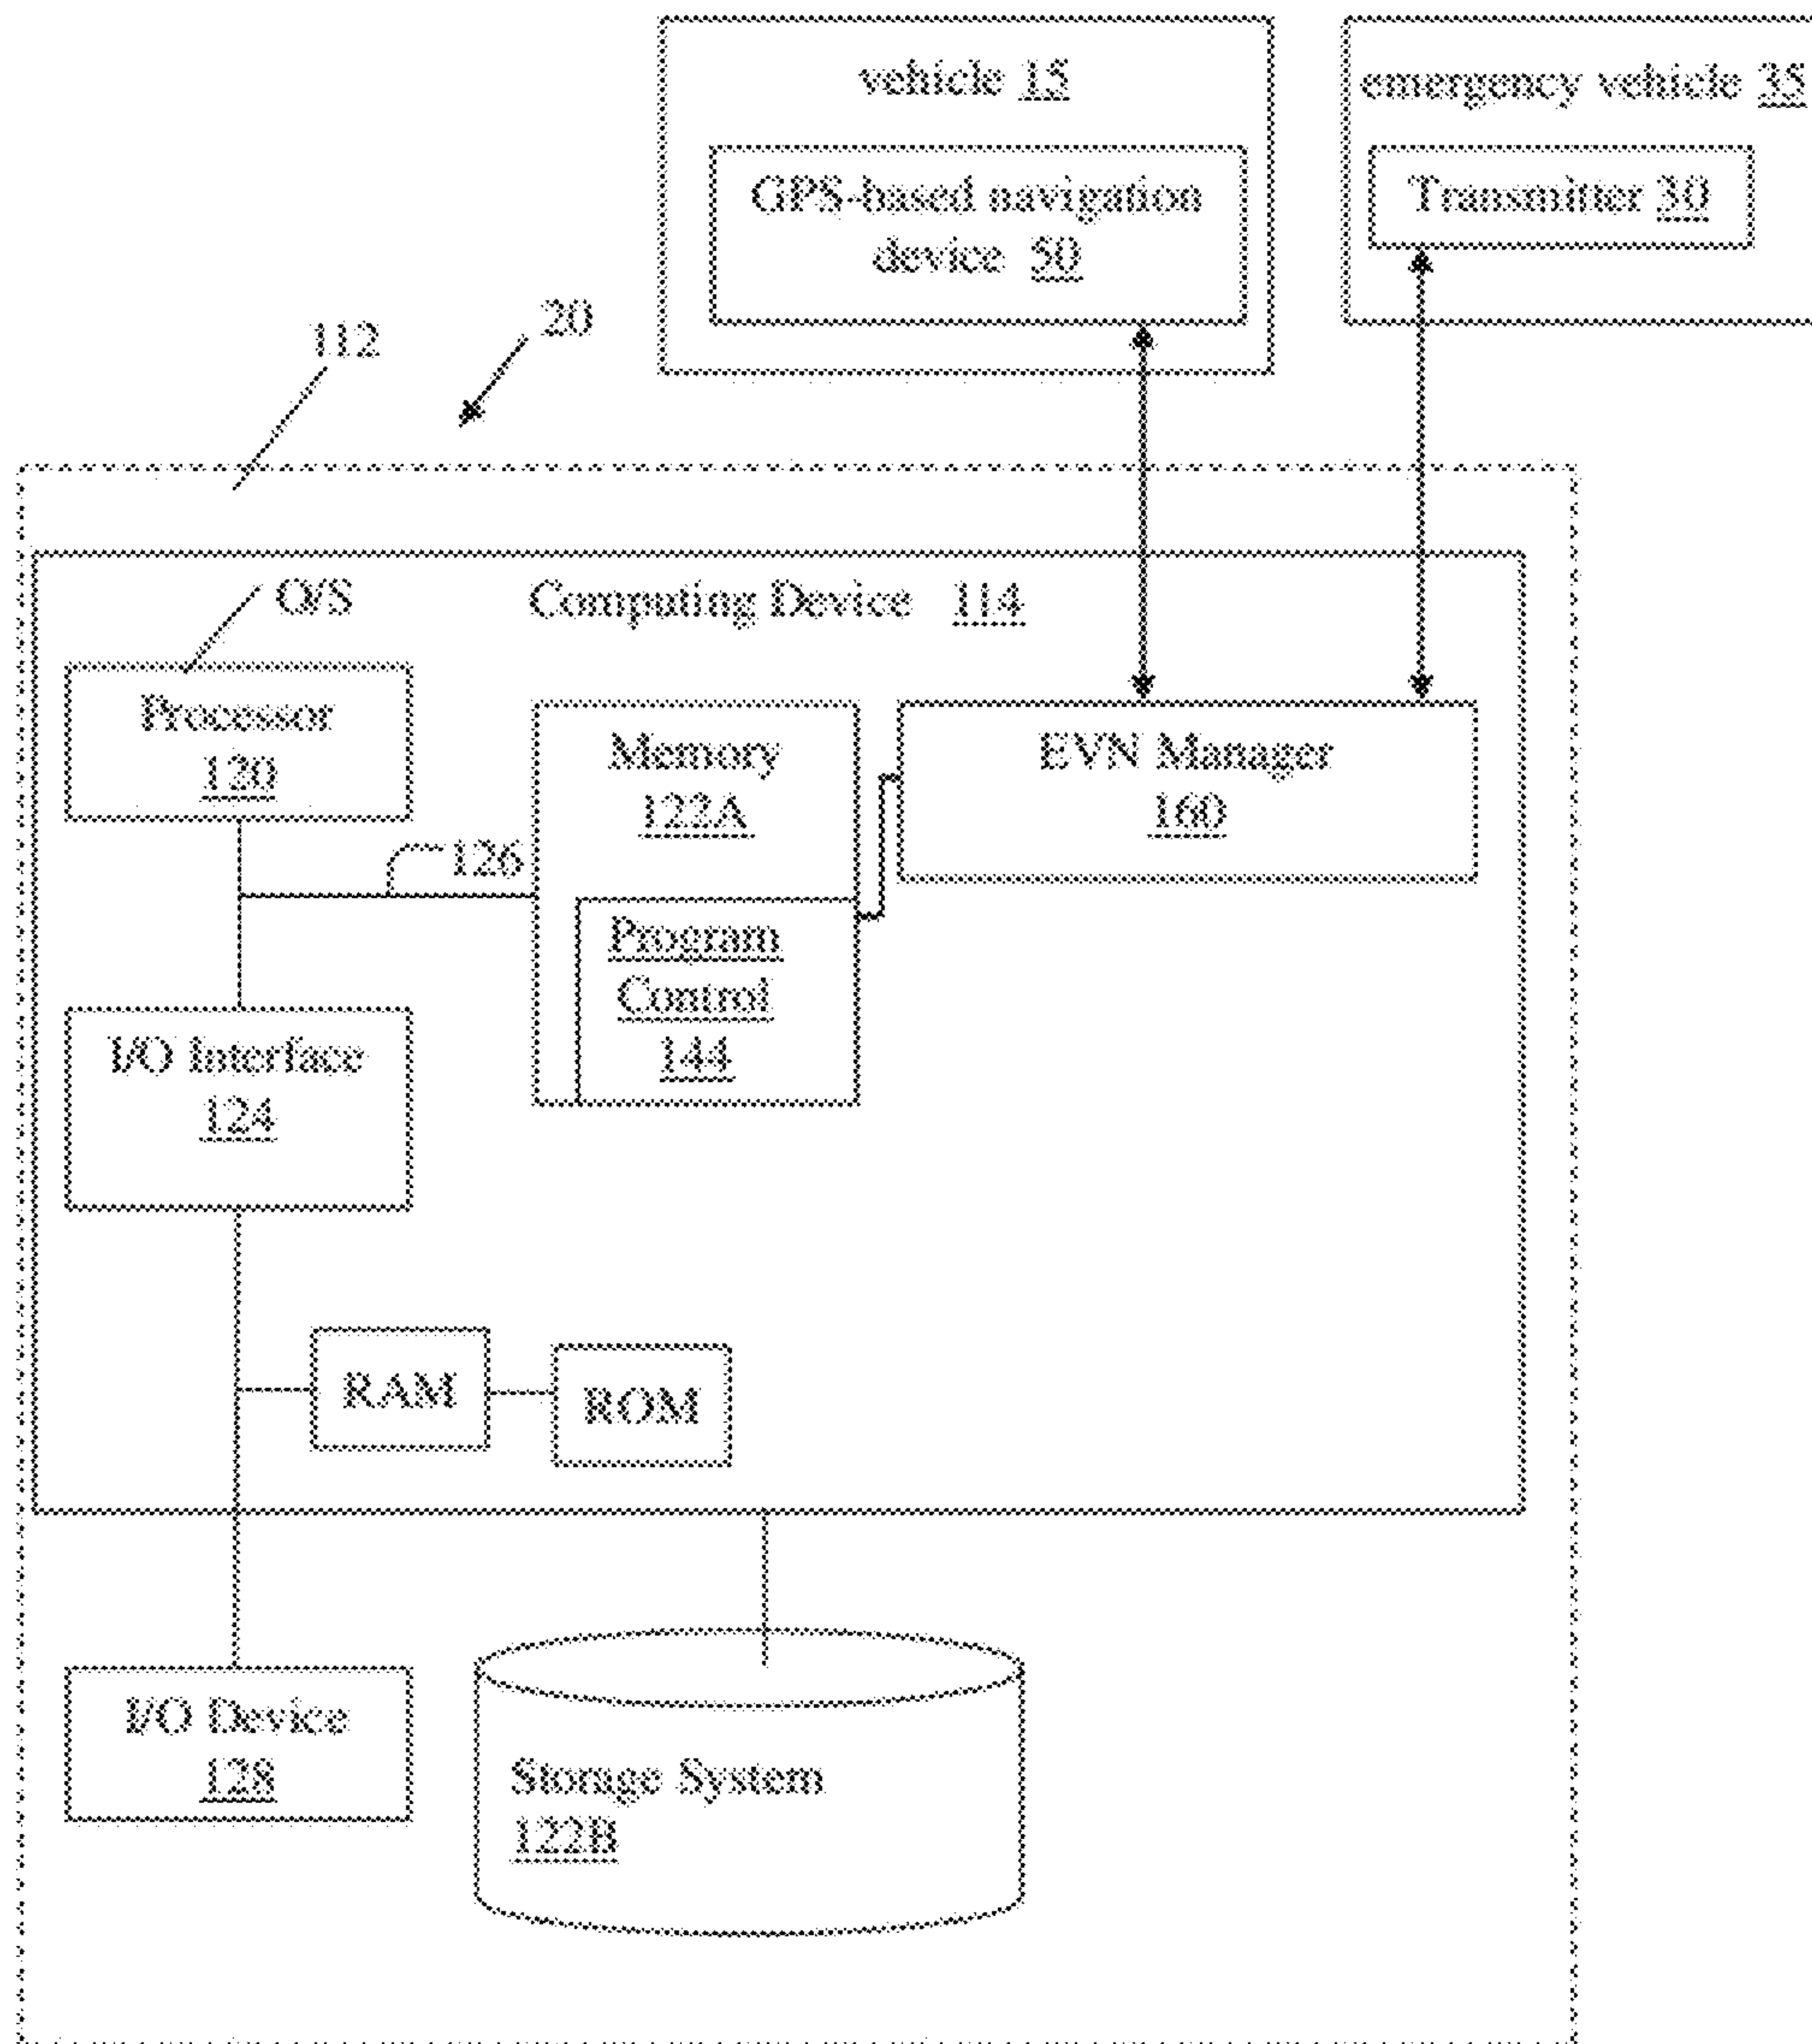 vehicle 15
GPS-based navigation
device 50
emergency vehicle 35
Transmitter 30
112
20
O/S
Computing Device 114
Processor
120
126
Memory
122A
Program
Control
144
EVN Manager
160
I/O Interface
124
RAM
ROM
I/O Device
128
Storage System
122B